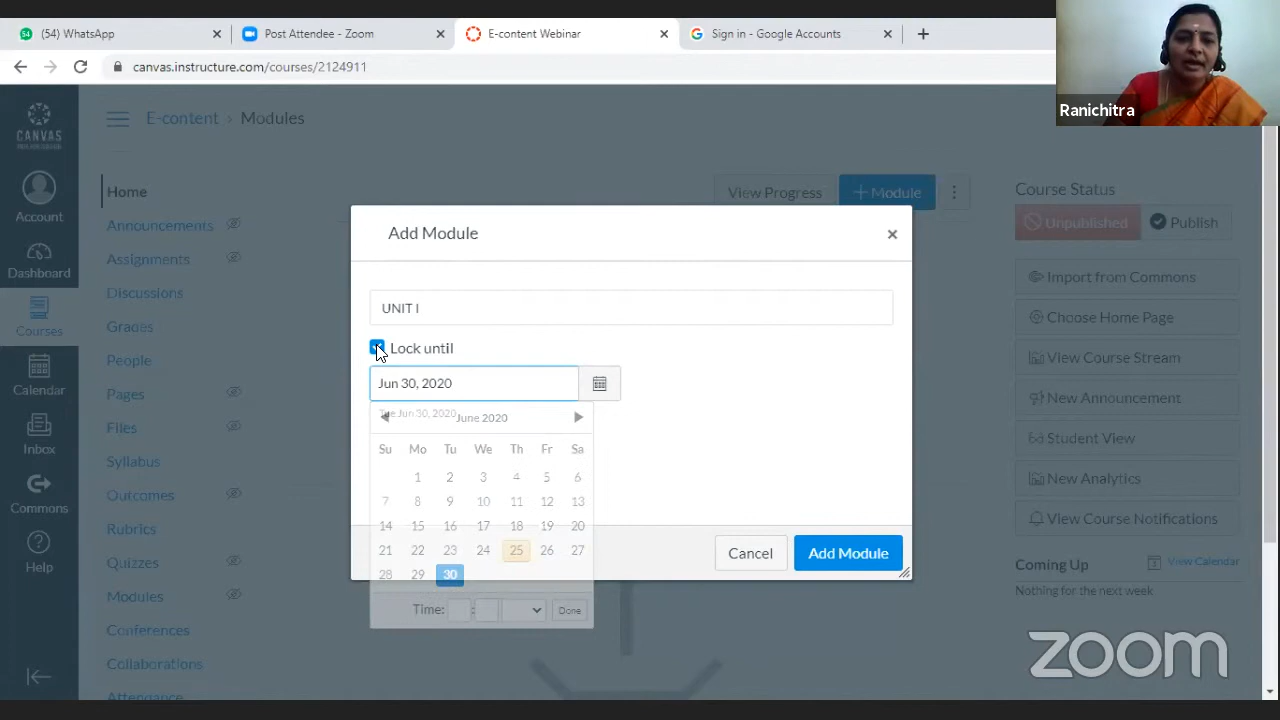 (54) WhatsApp
Post Attendee - Zoom
E-content Webinar
Sign in - Google Accounts
canvas.instructure.com/courses/2124911
Ranichitra
CANVAS
Account
Dashboard
Courses
Calendar
Inbox
Commons
Help
E-content › Modules
Home
Announcements
Assignments
Discussions
Grades
People
Pages
Files
Syllabus
Outcomes
Rubrics
Quizzes
Modules
Conferences
Collaborations
Attendance
View Progress
+ Module
Add Module
UNIT I
Lock until
Jun 30, 2020
Tue Jun 30, 2020
June 2020
Su Mo Tu We Th Fr Sa
1 2 3 4 5 6
7 8 9 10 11 12 13
14 15 16 17 18 19 20
21 22 23 24 25 26 27
28 29 30
Time: : Done
Cancel
Add Module
Course Status
Unpublished Publish
Import from Commons
Choose Home Page
View Course Stream
New Announcement
Student View
New Analytics
View Course Notifications
Coming Up
View Calendar
Nothing for the next week
zoom